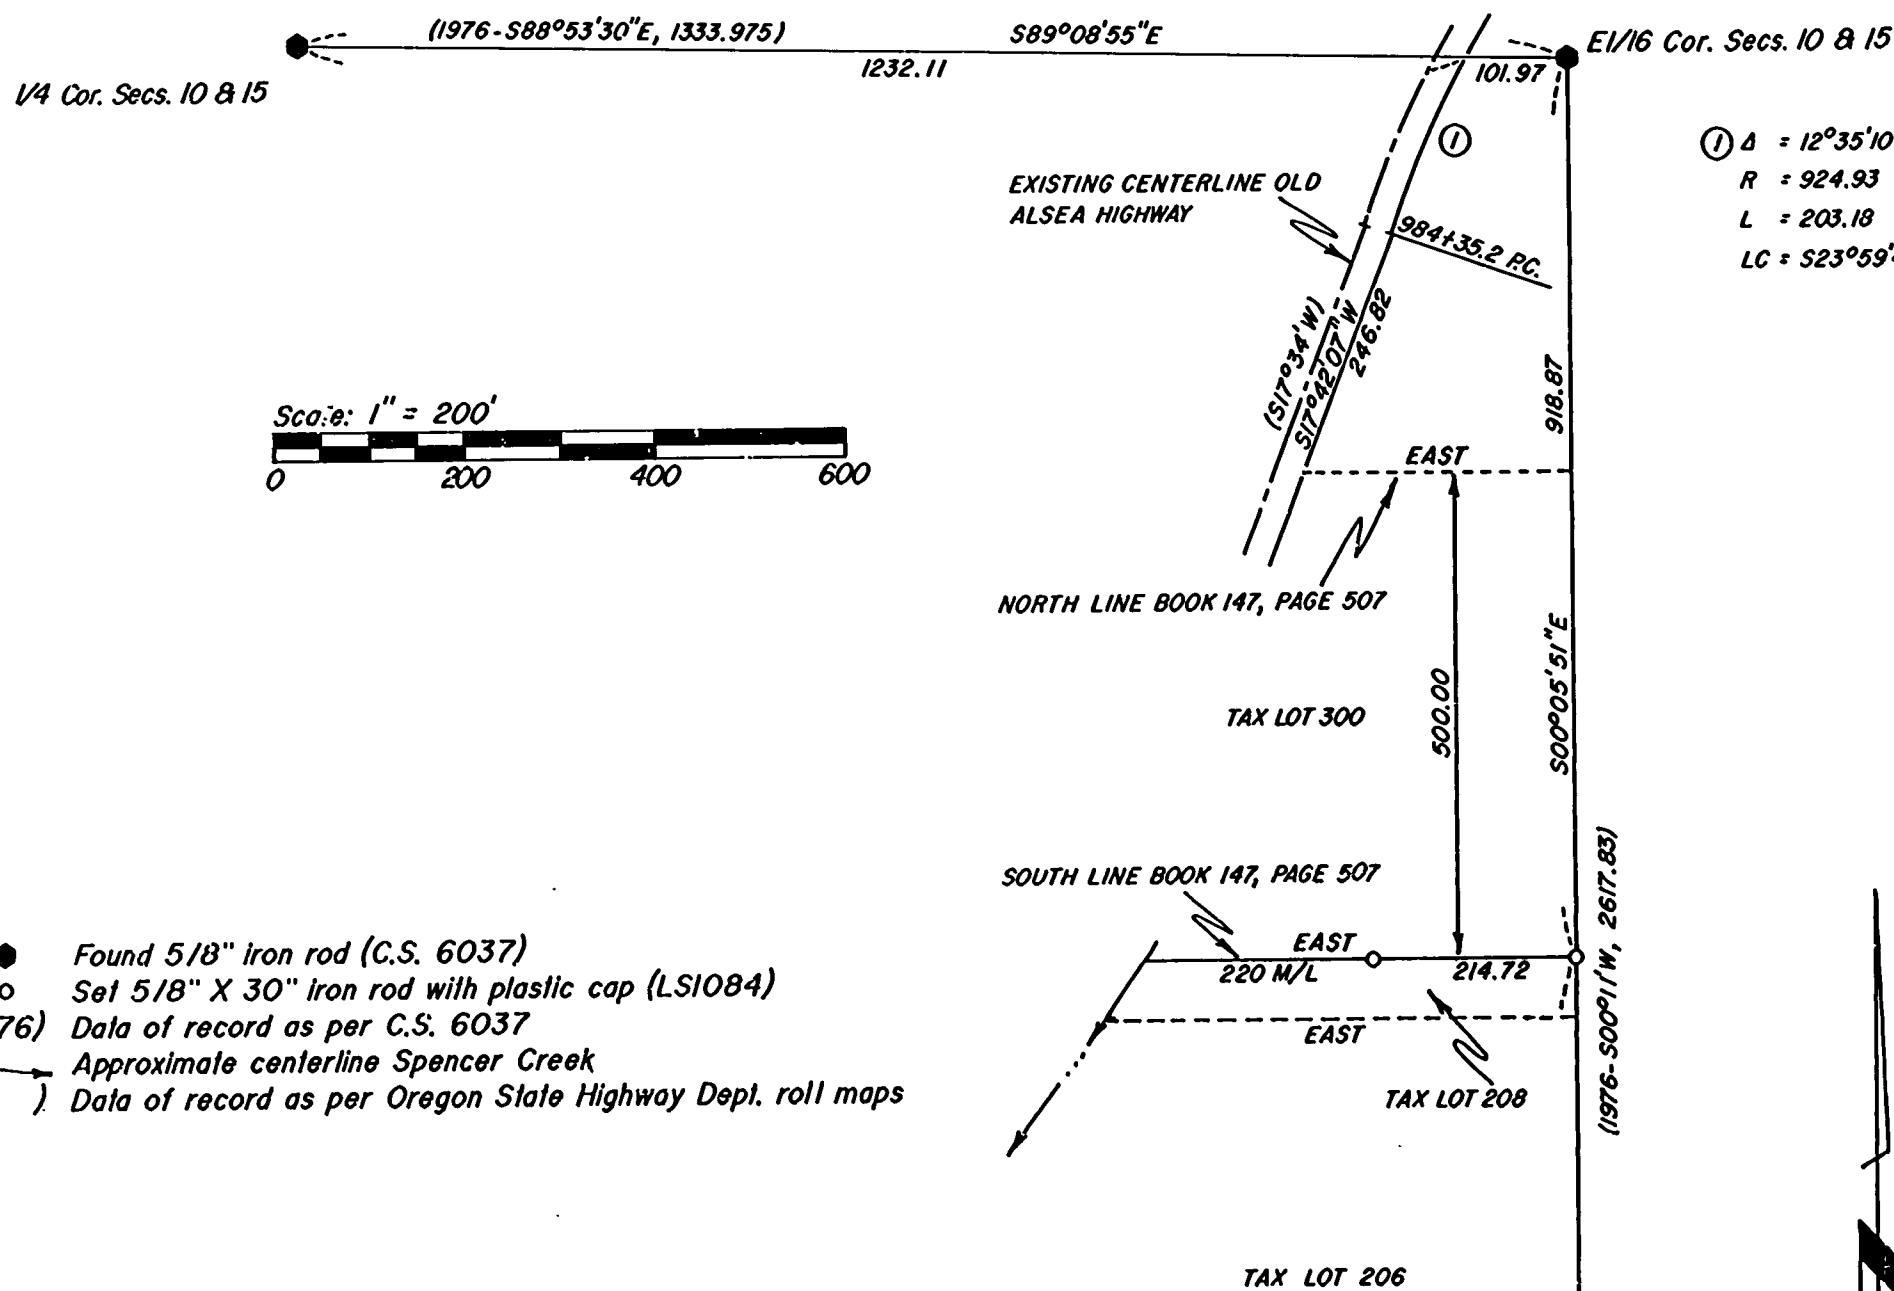 (1976-S88°53'30"E, 1333.975)
S89°08'55"E
1232.11
101.97
E1/16 Cor. Secs. 10 & 15
1/4 Cor. Secs. 10 & 15
① Δ = 12°35'10
R = 924.93
L = 203.18
LC = S23°59'
①
EXISTING CENTERLINE OLD
ALSEA HIGHWAY
984+35.2 P.C.
(S17°34'W)
S17°42'07"W
246.82
918.87
Scale: 1" = 200'
0 200 400 600
EAST
NORTH LINE BOOK 147, PAGE 507
S00°05'51"E
500.00
TAX LOT 300
(1976-S00°11'W, 2617.83)
SOUTH LINE BOOK 147, PAGE 507
EAST
220 M/L
214.72
EAST
TAX LOT 208
Found 5/8" iron rod (C.S. 6037)
Set 5/8" X 30" iron rod with plastic cap (LS1084)
76) Data of record as per C.S. 6037
Approximate centerline Spencer Creek
) Data of record as per Oregon State Highway Dept. roll maps
TAX LOT 206